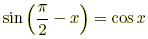 sin(π/2 − x) = cos x